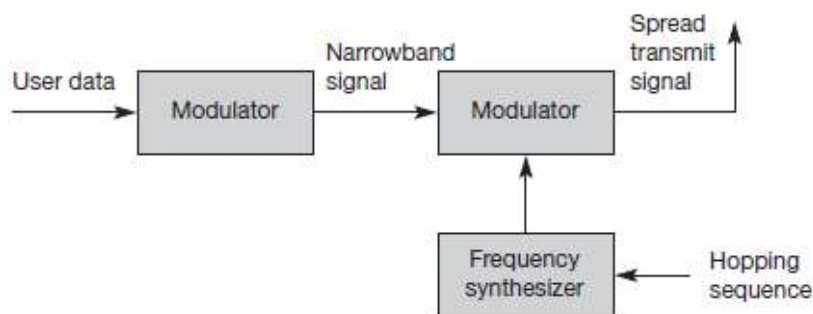 User data
Modulator
Narrowband
signal
Modulator
Spread
transmit
signal
Frequency
synthesizer
Hopping
sequence